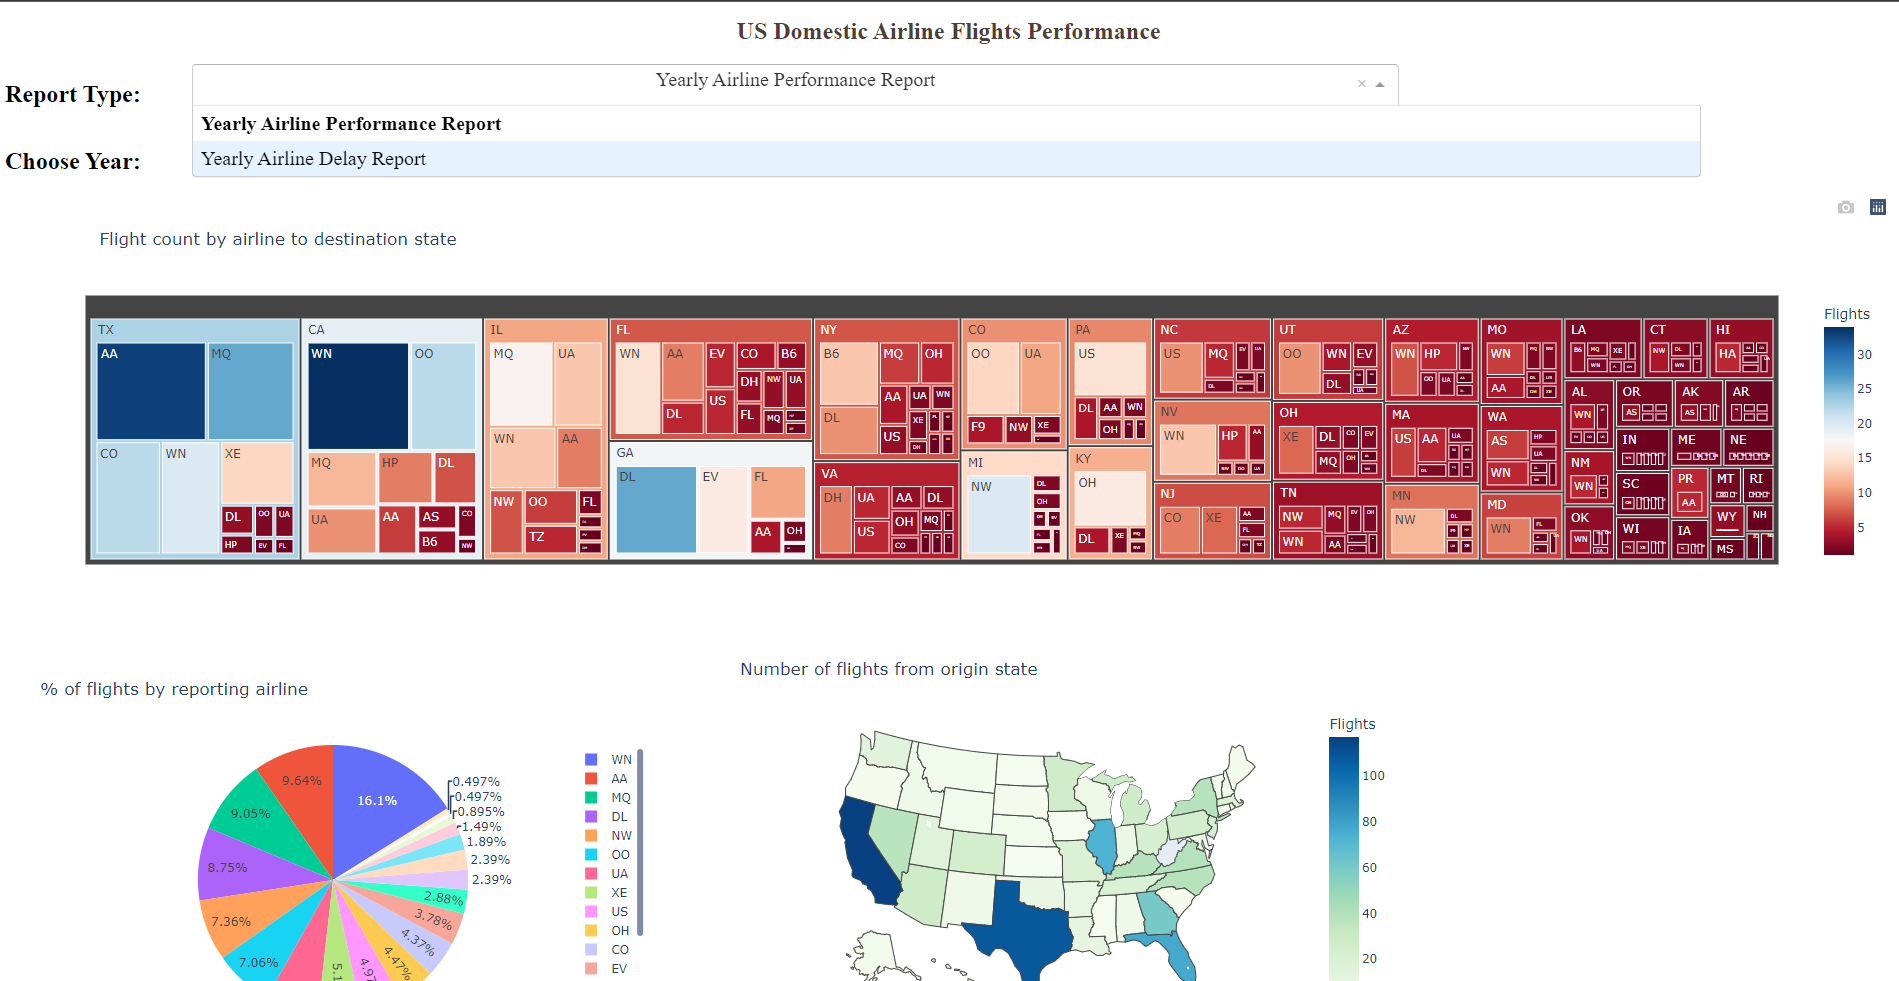 US Domestic Airline Flights Performance
Report Type:
Yearly Airline Performance Report
×
Yearly Airline Performance Report
Choose Year:
Yearly Airline Delay Report
Flight count by airline to destination state
Flights
30
25
20
15
10
5
TX
AA
MQ
CO
WN
XE
DL
OO
UA
HP
EV
FL
CA
WN
OO
MQ
HP
DL
UA
AA
AS
CO
B6
NW
IL
MQ
UA
WN
AA
NW
OO
FL
TZ
FL
WN
AA
EV
CO
B6
DH
NW
UA
DL
US
FL
MQ
GA
DL
EV
FL
AA
OH
NY
B6
MQ
OH
DL
AA
UA
WN
XE
US
DH
VA
DH
UA
AA
DL
US
OH
MQ
CO
CO
OO
UA
F9
NW
XE
MI
NW
DL
OH
PA
US
DL
AA
WN
OH
KY
OH
DL
XE
NC
US
MQ
EV
UA
DL
NV
WN
HP
AA
NJ
CO
XE
AA
FL
UT
OO
WN
EV
DL
UA
OH
XE
DL
CO
EV
MQ
OH
TN
NW
MQ
EV
OH
WN
AA
AZ
WN
HP
OO
UA
MA
US
AA
UA
DL
MN
NW
DL
MO
WN
AA
WA
AS
HP
UA
WN
MD
WN
FL
LA
B6
MQ
XE
WN
AL
WN
NM
WN
OK
WN
CT
NW
DL
WN
HI
HA
OR
AS
AK
AS
AR
IN
ME
NE
SC
PR
AA
MT
RI
WI
IA
WY
NH
MS
% of flights by reporting airline
16.1%
9.64%
9.05%
8.75%
7.36%
7.06%
4.47%
4.37%
3.78%
2.88%
2.39%
2.39%
1.89%
1.49%
0.895%
0.497%
0.497%
WN
AA
MQ
DL
NW
OO
UA
XE
US
OH
CO
EV
Number of flights from origin state
Flights
100
80
60
40
20